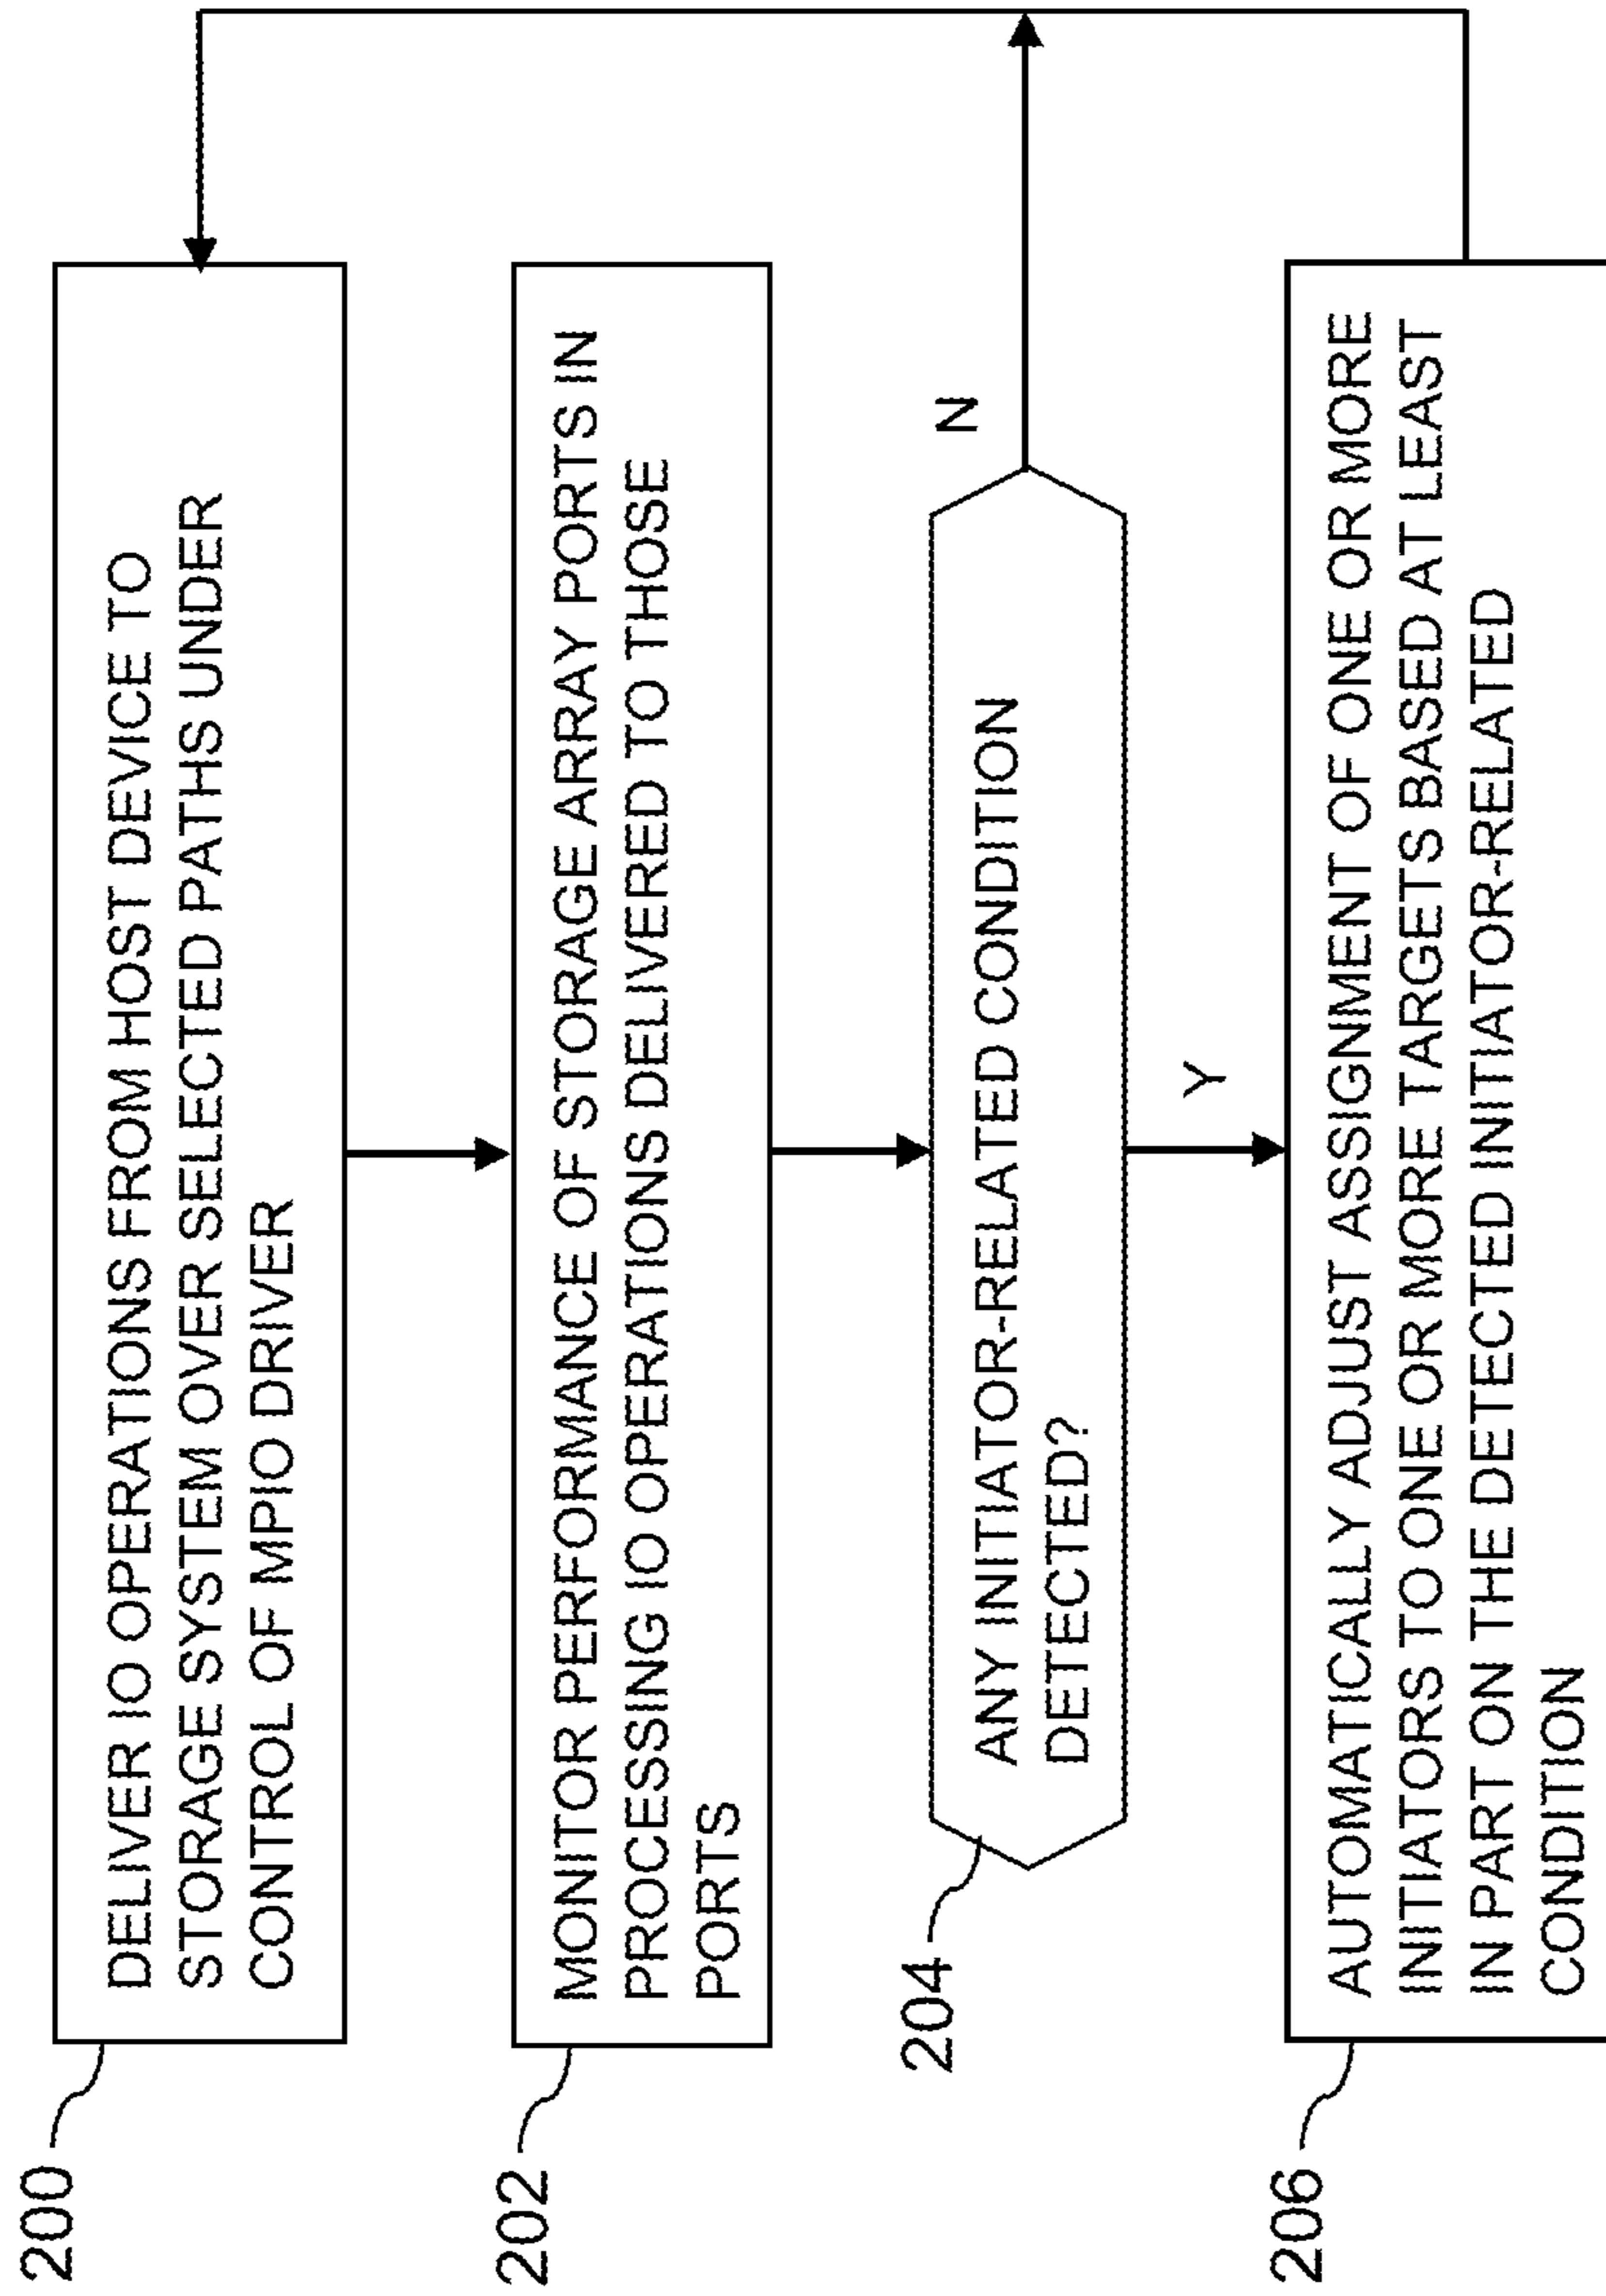 200
DELIVER IO OPERATIONS FROM HOST DEVICE TO
STORAGE SYSTEM OVER SELECTED PATHS UNDER
CONTROL OF MPIO DRIVER
202
MONITOR PERFORMANCE OF STORAGE ARRAY PORTS IN
PROCESSING IO OPERATIONS DELIVERED TO THOSE
PORTS
204
ANY INITIATOR-RELATED CONDITION
DETECTED?
N
Y
206
AUTOMATICALLY ADJUST ASSIGNMENT OF ONE OR MORE
INITIATORS TO ONE OR MORE TARGETS BASED AT LEAST
IN PART ON THE DETECTED INITIATOR-RELATED
CONDITION